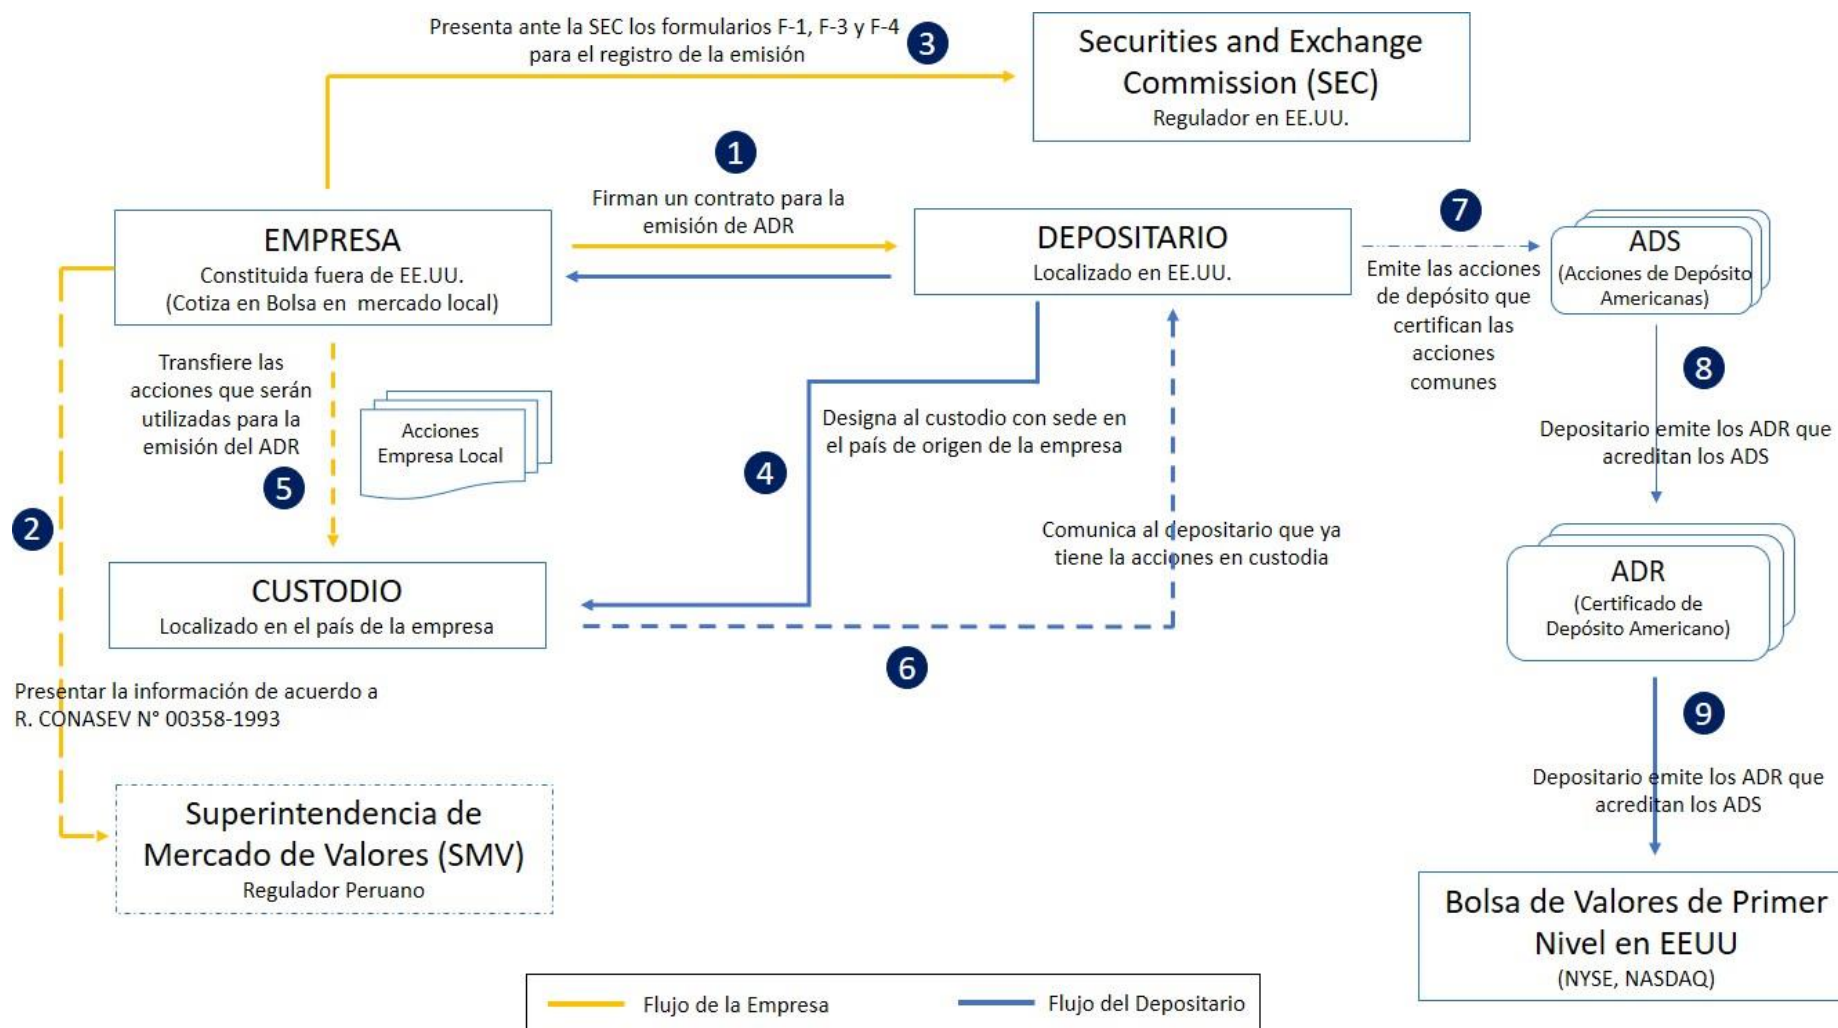 Presenta ante la SEC los formularios F-1, F-3 y F-4
para el registro de la emisión
3
Securities and Exchange
Commission (SEC)
Regulador en EE.UU.
1
Firman un contrato para la
emisión de ADR
EMPRESA
Constituida fuera de EE.UU.
(Cotiza en Bolsa en mercado local)
DEPOSITARIO
Localizado en EE.UU.
7
Emite las acciones
de depósito que
certifican las
acciones
comunes
ADS
(Acciones de Depósito
Americanas)
8
Depositario emite los ADR que
acreditan los ADS
Transfiere las
acciones que serán
utilizadas para la
emisión del ADR
5
Acciones
Empresa Local
Designa al custodio con sede en
el país de origen de la empresa
4
2
Comunica al depositario que ya
tiene la acciones en custodia
6
CUSTODIO
Localizado en el país de la empresa
ADR
(Certificado de
Depósito Americano)
9
Presentar la información de acuerdo a
R. CONASEV N° 00358-1993
Depositario emite los ADR que
acreditan los ADS
Superintendencia de
Mercado de Valores (SMV)
Regulador Peruano
Bolsa de Valores de Primer
Nivel en EEUU
(NYSE, NASDAQ)
Flujo de la Empresa
Flujo del Depositario